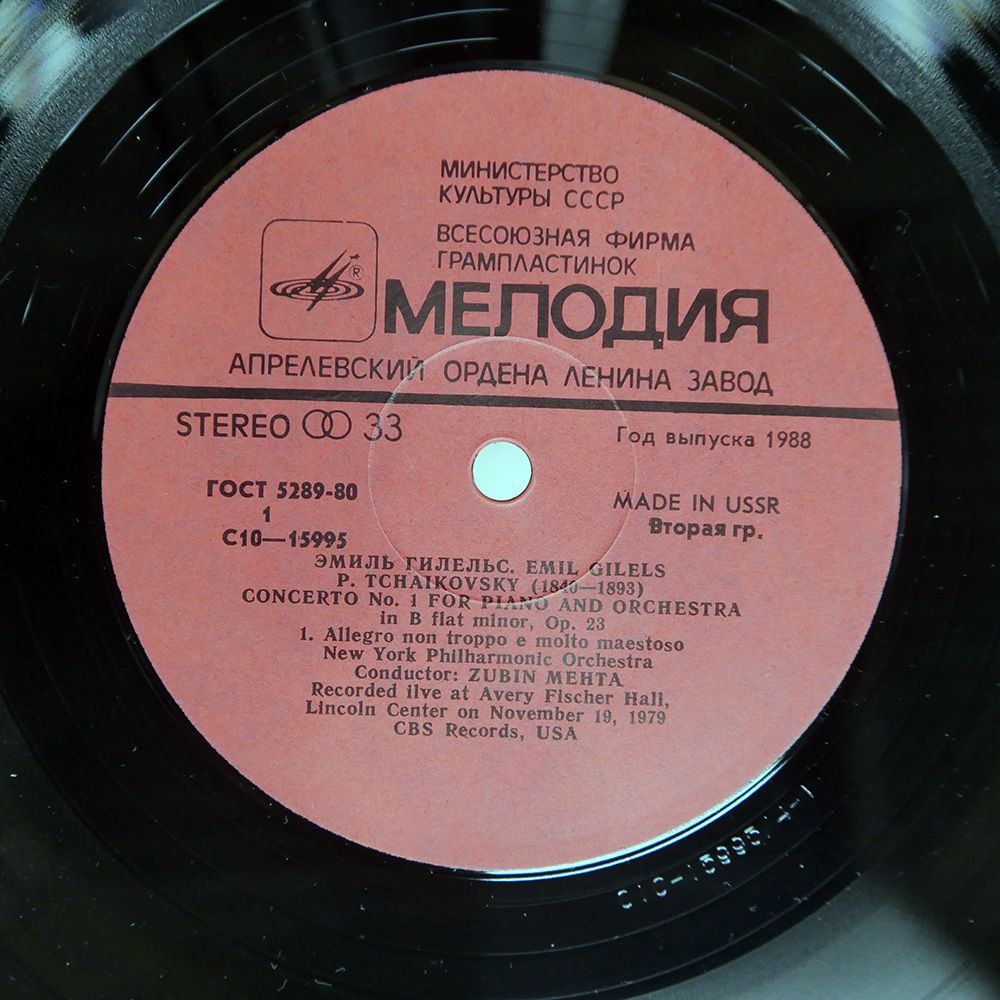 МИНИСТЕРСТВО
КУЛЬТУРЫ СССР
ВСЕСОЮЗНАЯ ФИРМА
ГРАМПЛАСТИНОК
®
МЕЛОДИЯ
АПРЕЛЕВСКИЙ ОРДЕНА ЛЕНИНА ЗАВОД
STEREO 33
Год выпуска 1988
ГОСТ 5289-80
MADE IN USSR
1
Вторая гр.
С10—15995
ЭМИЛЬ ГИЛЕЛЬС. EMIL GILELS
P. TCHAIKOVSKY (1840—1893)
CONCERTO No. 1 FOR PIANO AND ORCHESTRA
in B flat minor, Op. 23
1. Allegro non troppo e molto maestoso
New York Philharmonic Orchestra
Conductor: ZUBIN MEHTA
Recorded ilve at Avery Fischer Hall,
Lincoln Center on November 19, 1979
CBS Records, USA